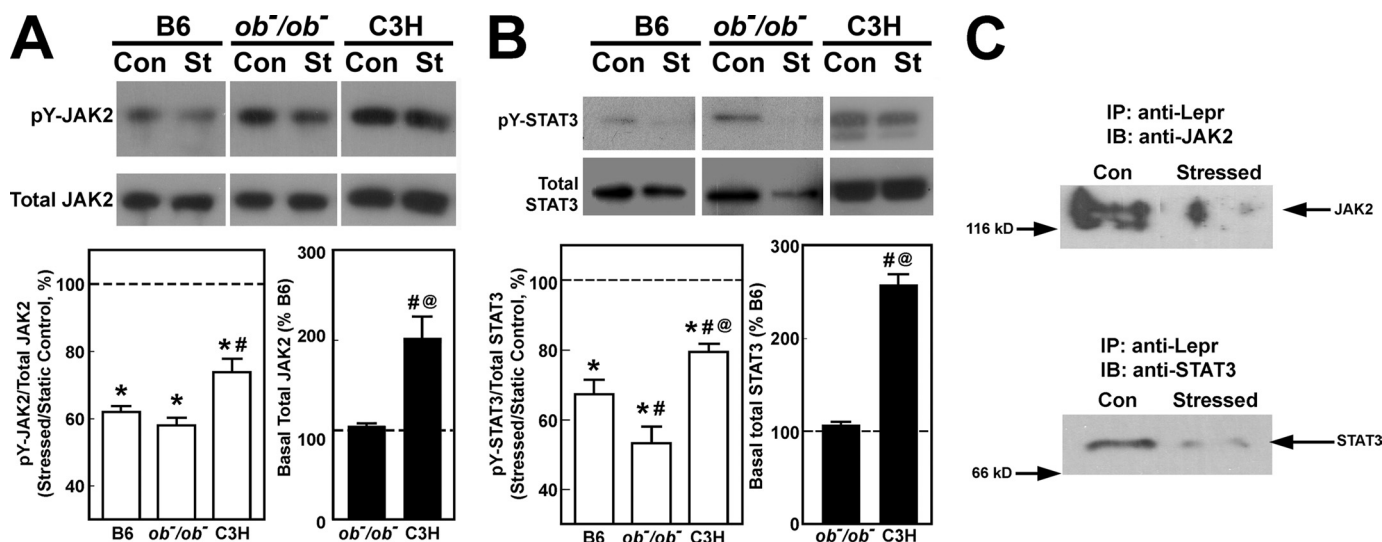 A
B6 ob⁻/ob⁻ C3H
Con St Con St Con St
pY-JAK2
Total JAK2
pY-JAK2/Total JAK2
(Stressed/Static Control, %)
100
80
60
40
*
*
*#
B6 ob⁻/ob⁻ C3H
Basal Total JAK2 (% B6)
300
200
100
0
#@
ob⁻/ob⁻ C3H
B
B6 ob⁻/ob⁻ C3H
Con St Con St Con St
pY-STAT3
Total
STAT3
pY-STAT3/Total STAT3
(Stressed/Static Control, %)
100
80
60
40
*
*#
*#@
B6 ob⁻/ob⁻ C3H
Basal total STAT3 (% B6)
300
200
100
0
#@
ob⁻/ob⁻ C3H
C
IP: anti-Lepr
IB: anti-JAK2
Con Stressed
JAK2
116 kD
IP: anti-Lepr
IB: anti-STAT3
Con Stressed
STAT3
66 kD